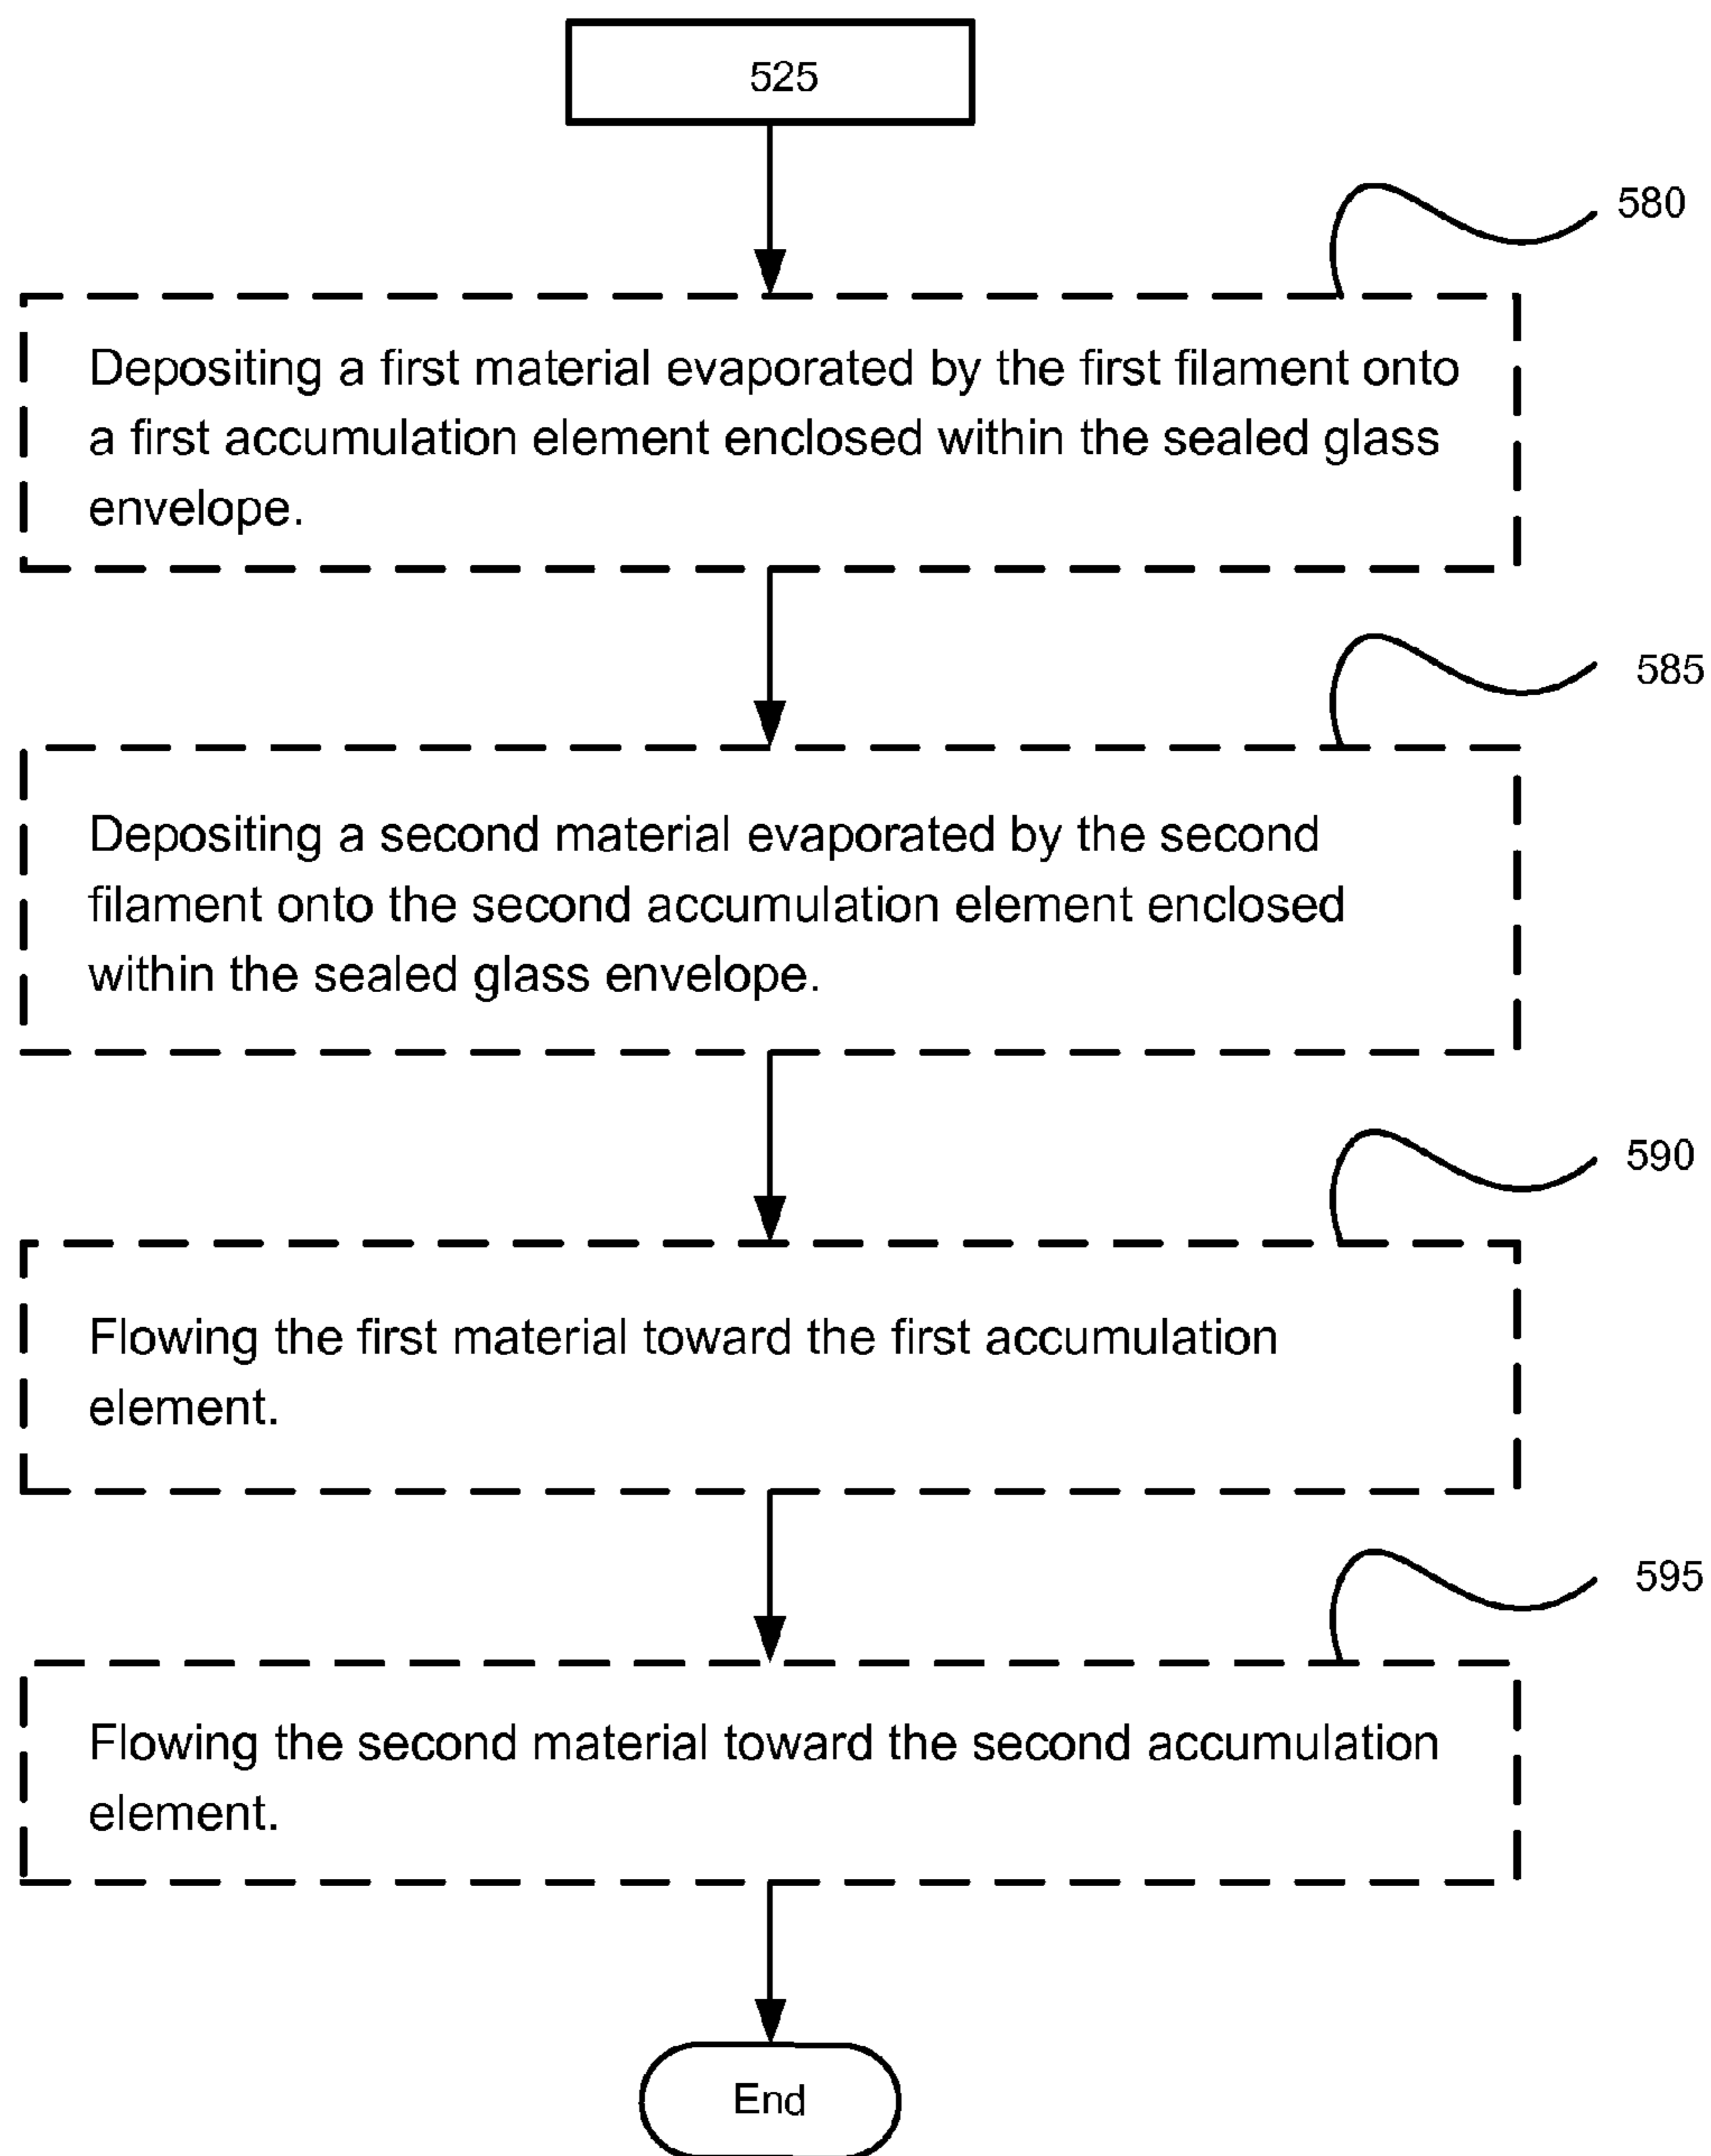 525
580
Depositing a first material evaporated by the first filament onto
a first accumulation element enclosed within the sealed glass
envelope.
585
Depositing a second material evaporated by the second
filament onto the second accumulation element enclosed
within the sealed glass envelope.
590
Flowing the first material toward the first accumulation
element.
595
Flowing the second material toward the second accumulation
element.
End